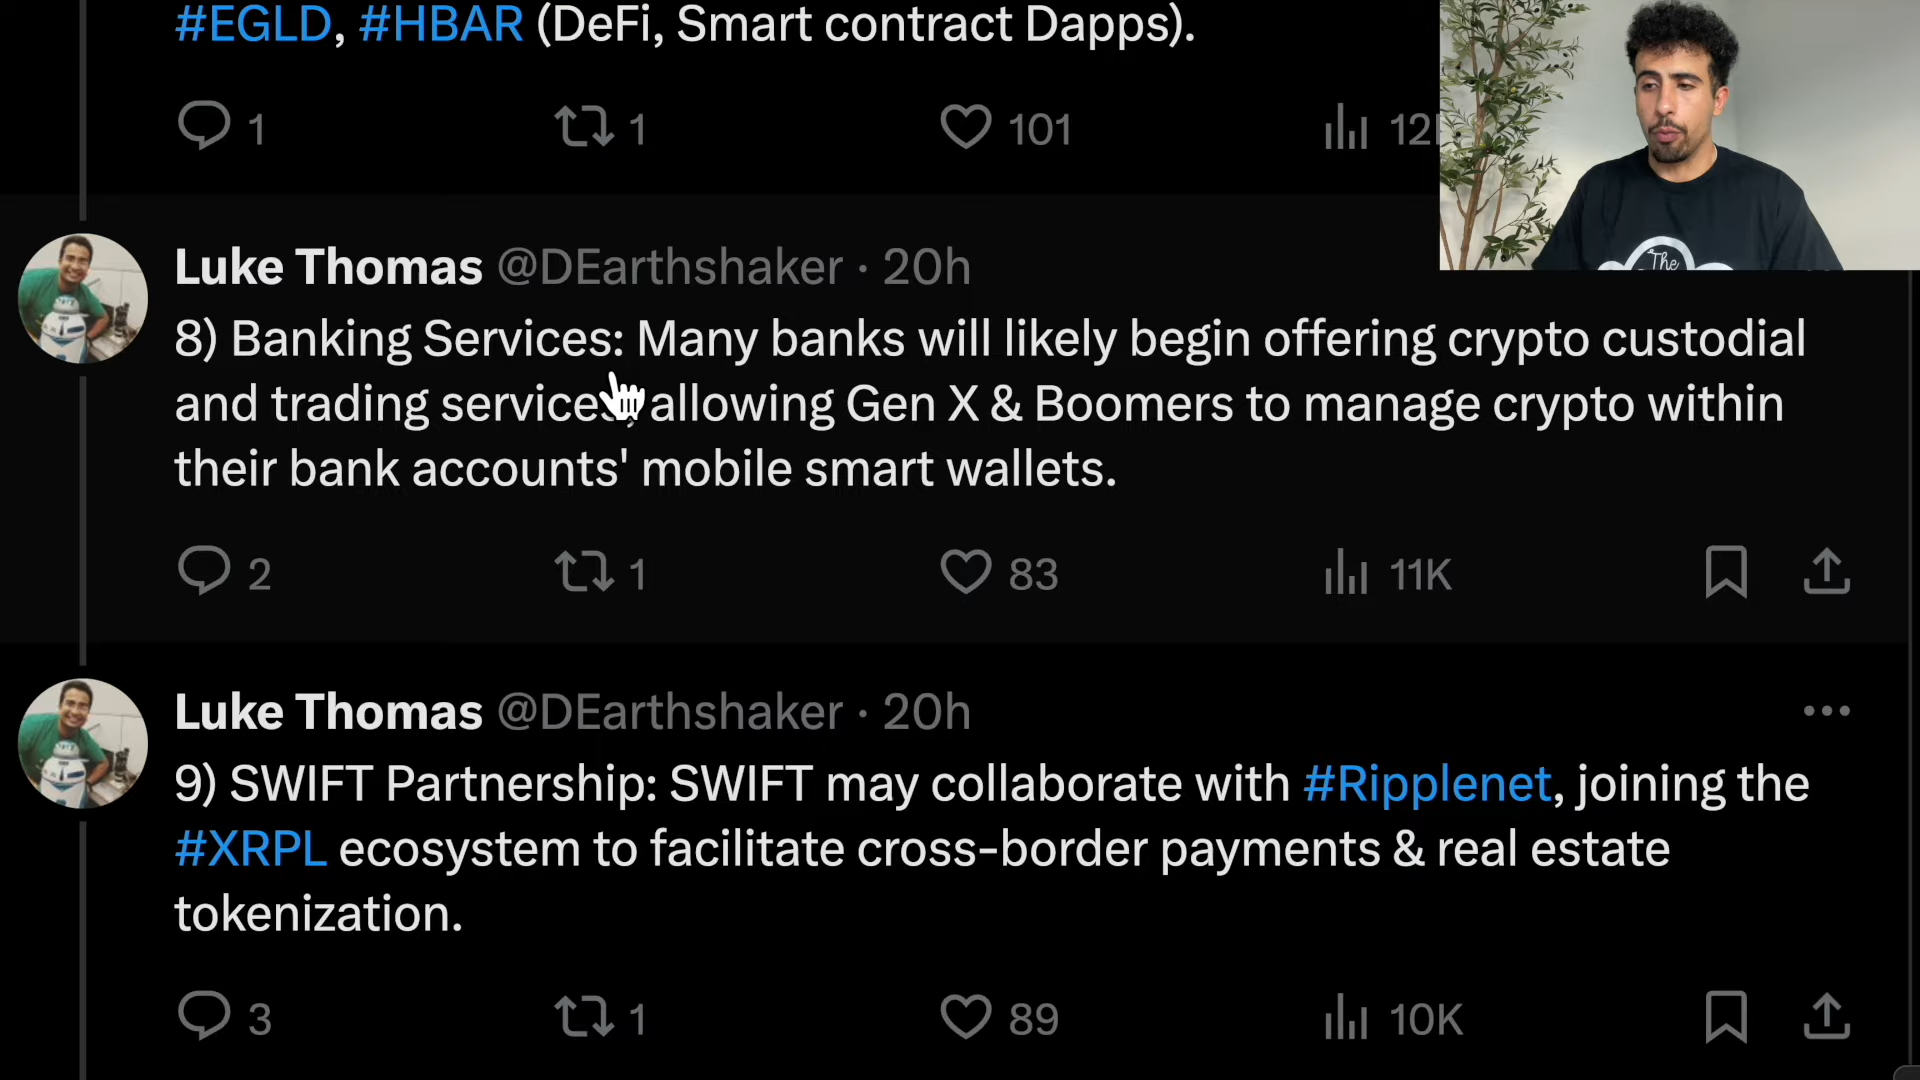 #EGLD, #HBAR (DeFi, Smart contract Dapps).
1 1 101 12
Luke Thomas @DEarthshaker · 20h
8) Banking Services: Many banks will likely begin offering crypto custodial
and trading services allowing Gen X & Boomers to manage crypto within
their bank accounts' mobile smart wallets.
2 1 83 11K
Luke Thomas @DEarthshaker · 20h
9) SWIFT Partnership: SWIFT may collaborate with #Ripplenet, joining the
#XRPL ecosystem to facilitate cross-border payments & real estate
tokenization.
3 1 89 10K
The